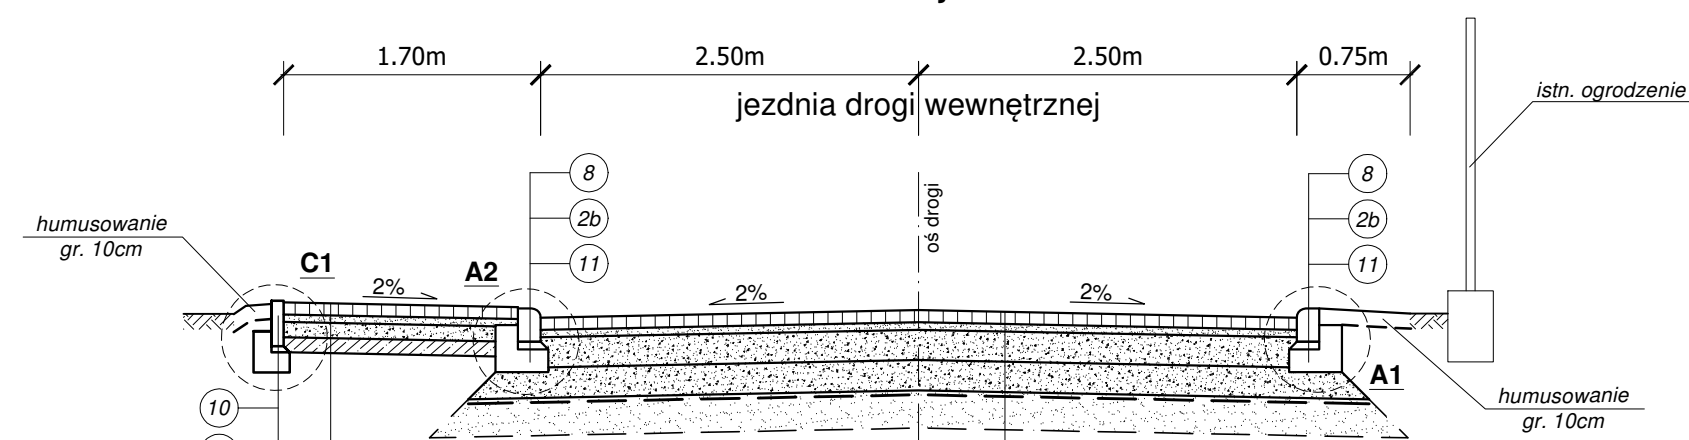 1.70m
2.50m
2.50m
0.75m
jezdnia drogi wewnętrznej
istn. ogrodzenie
8
2b
11
oś drogi
8
2b
11
humusowanie
gr. 10cm
C1
A2
2%
2%
2%
A1
10
humusowanie
gr. 10cm